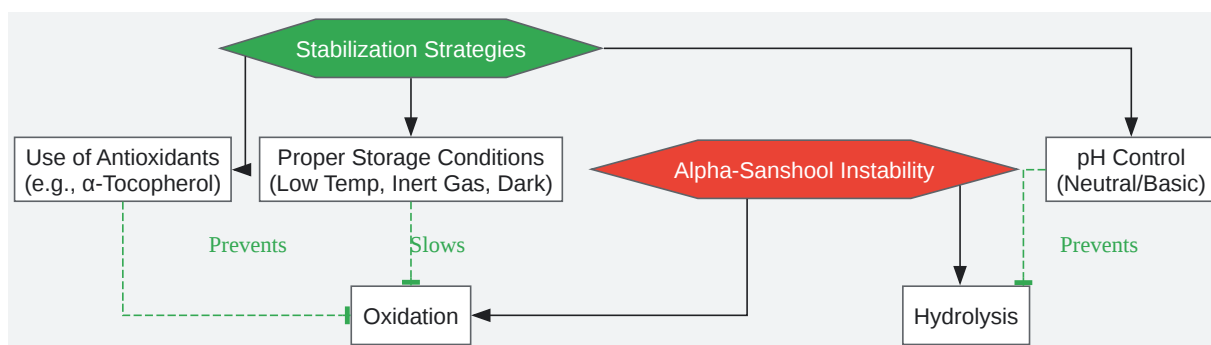 Stabilization Strategies
Use of Antioxidants
(e.g., α-Tocopherol)
Proper Storage Conditions
(Low Temp, Inert Gas, Dark)
Alpha-Sanshool Instability
pH Control
(Neutral/Basic)
Prevents
Slows
Prevents
Oxidation
Hydrolysis